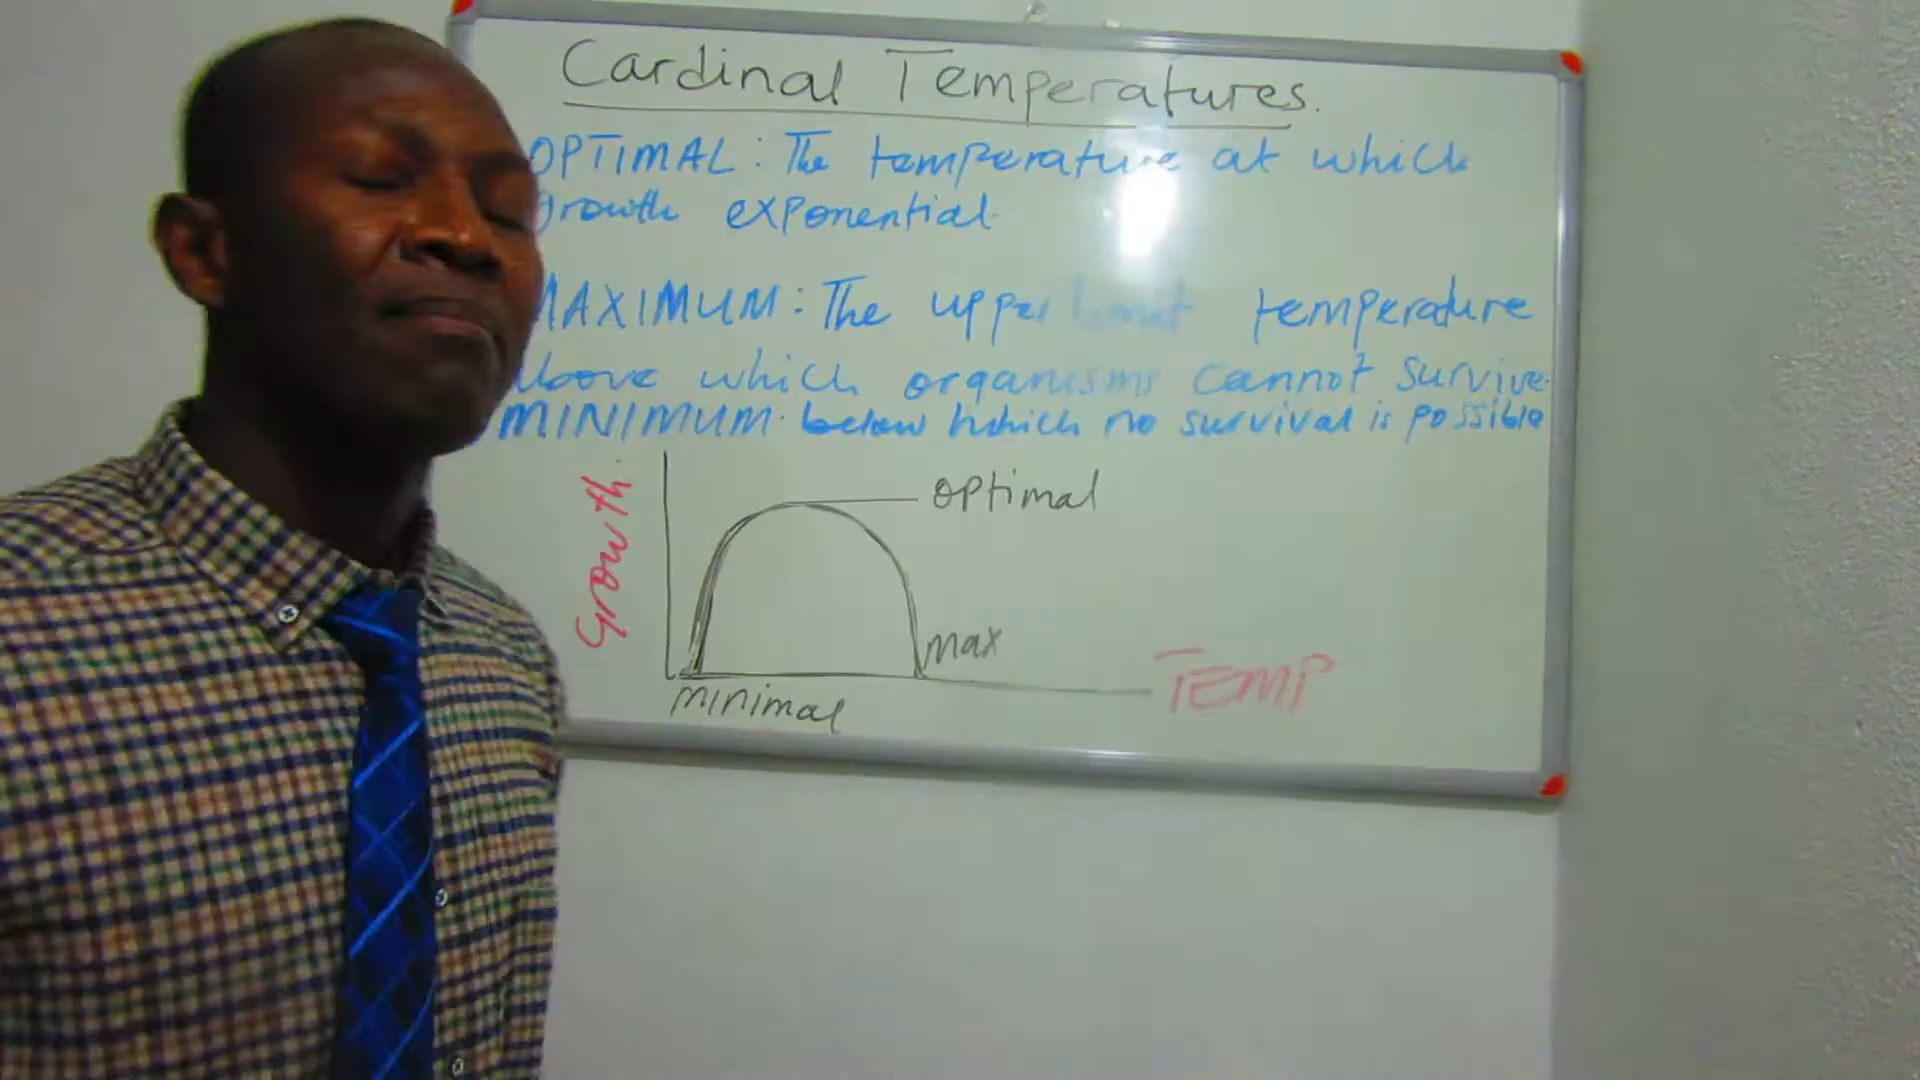 Cardinal Temperatures.
OPTIMAL: The temperature at which
growth exponential.
MAXIMUM: The upper limit temperature
above which organisms cannot survive.
MINIMUM. below which no survival is possible
Growth.
optimal
max
TEMP
minimal